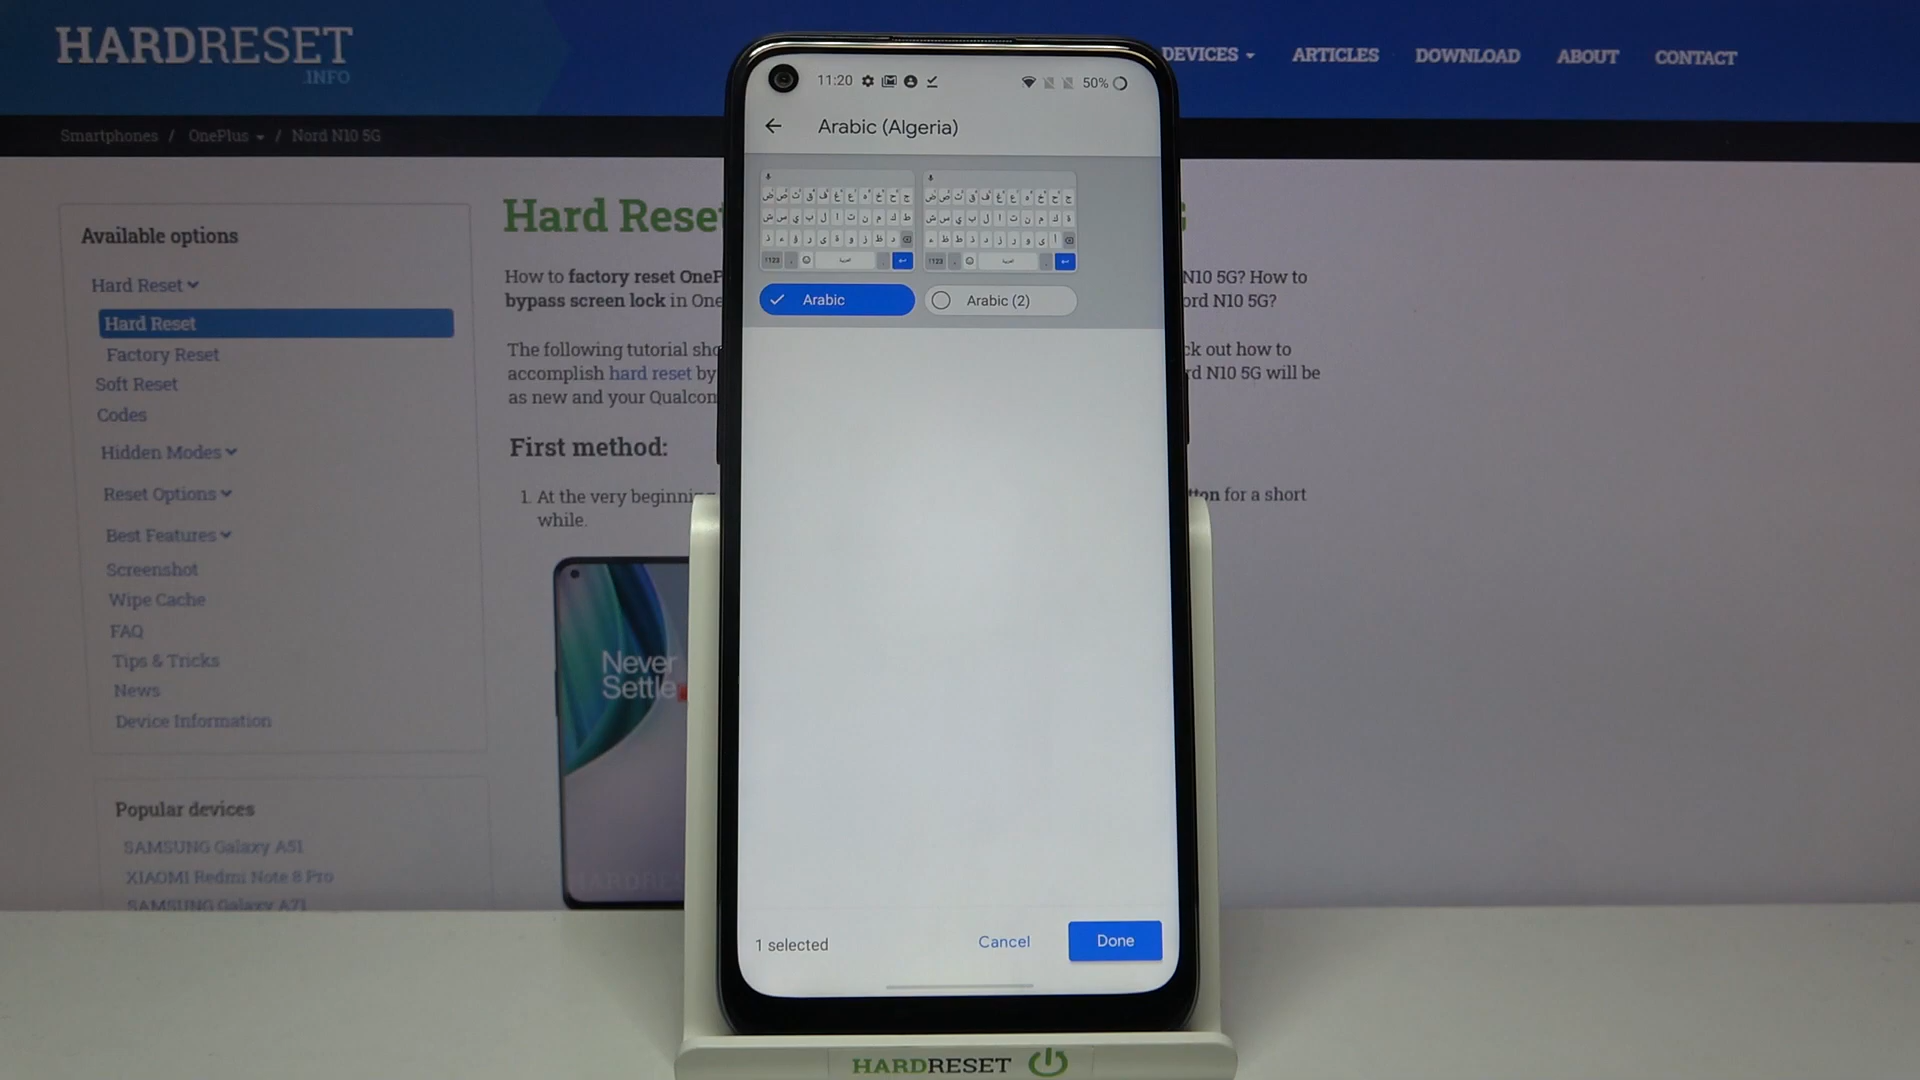 HARDRESET
.INFO
DEVICES
ARTICLES
DOWNLOAD
ABOUT
CONTACT
Smartphones / OnePlus / Nord N10 5G
Available options
Hard Reset
Hard Reset
Factory Reset
Soft Reset
Codes
Hidden Modes
Reset Options
Best Features
Screenshot
Wipe Cache
FAQ
Tips & Tricks
News
Device Information
Popular devices
SAMSUNG Galaxy A51
XIAOMI Redmi Note 8 Pro
SAMSUNG Galaxy A71
Hard Reset
How to factory reset OneP
N10 5G? How to
bypass screen lock in One
ord N10 5G?
The following tutorial sho
ck out how to
accomplish hard reset by
rd N10 5G will be
as new and your Qualcon
First method:
1. At the very beginning
tton for a short
while.
Never
Settle
11:20
50%
Arabic (Algeria)
ض ص ث ق ف غ ع ه خ ح ج
ش س ي ب ل ا ت ن م ك ط
ذ ء ؤ ر ى ة و ز ظ د
?123
ض ص ث ق ف غ ع ه خ ح ج
ش س ي ب ل ا ت ن م ك ة
ء ظ ط ذ د ز ر و ى أ
?123
Arabic
Arabic (2)
1 selected
Cancel
Done
HARDRESET